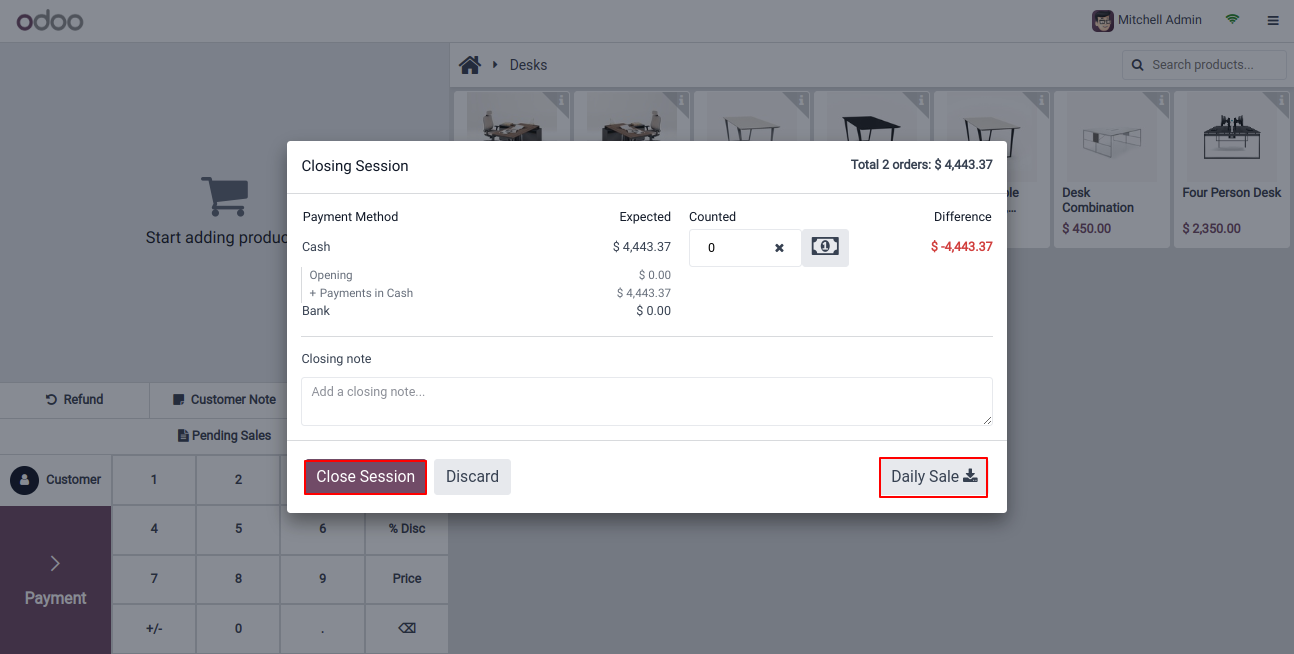 odoo
Mitchell Admin
Desks
Search products...
Closing Session
Total 2 orders: $ 4,443.37
Payment Method Expected Counted Difference
Cash $ 4,443.37 0 $ -4,443.37
Opening $ 0.00
+ Payments in Cash $ 4,443.37
Bank $ 0.00
Closing note
Add a closing note...
Close Session Discard Daily Sale
Desk
Combination
$ 450.00
Four Person Desk
$ 2,350.00
Start adding
Refund Customer Note
Pending Sales
Customer
1 2
4 5 6 % Disc
7 8 9 Price
+/- 0 .
Payment